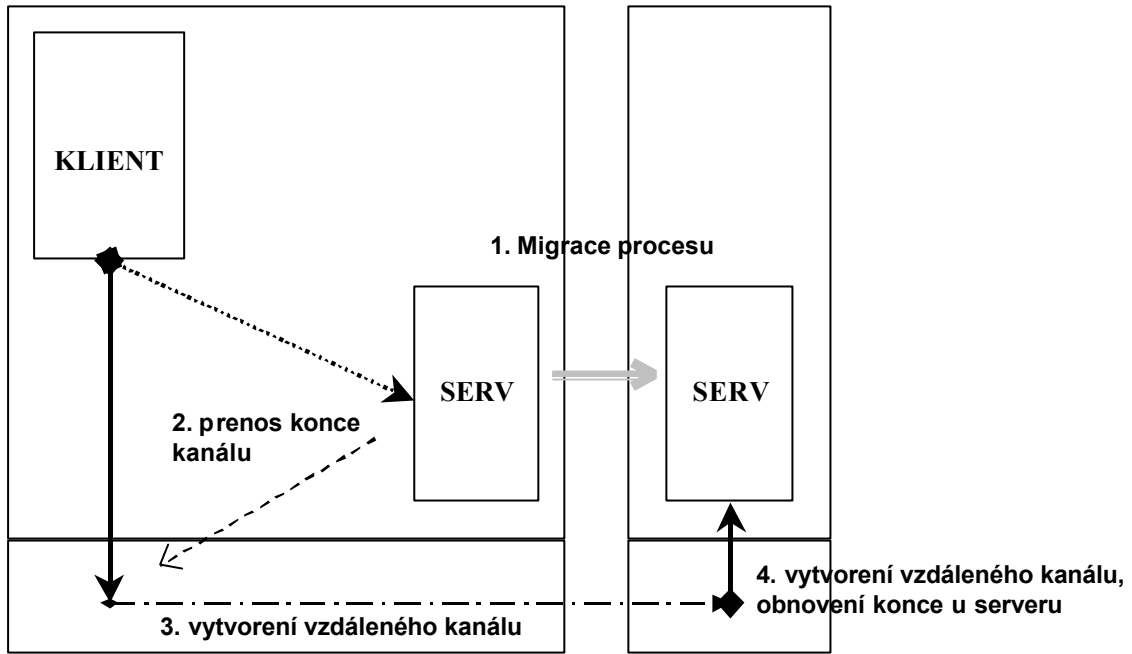 KLIENT
1. Migrace procesu
SERV
SERV
2. prenos konce
kanálu
3. vytvorení vzdáleného kanálu
4. vytvorení vzdáleného kanálu,
obnovení konce u serveru